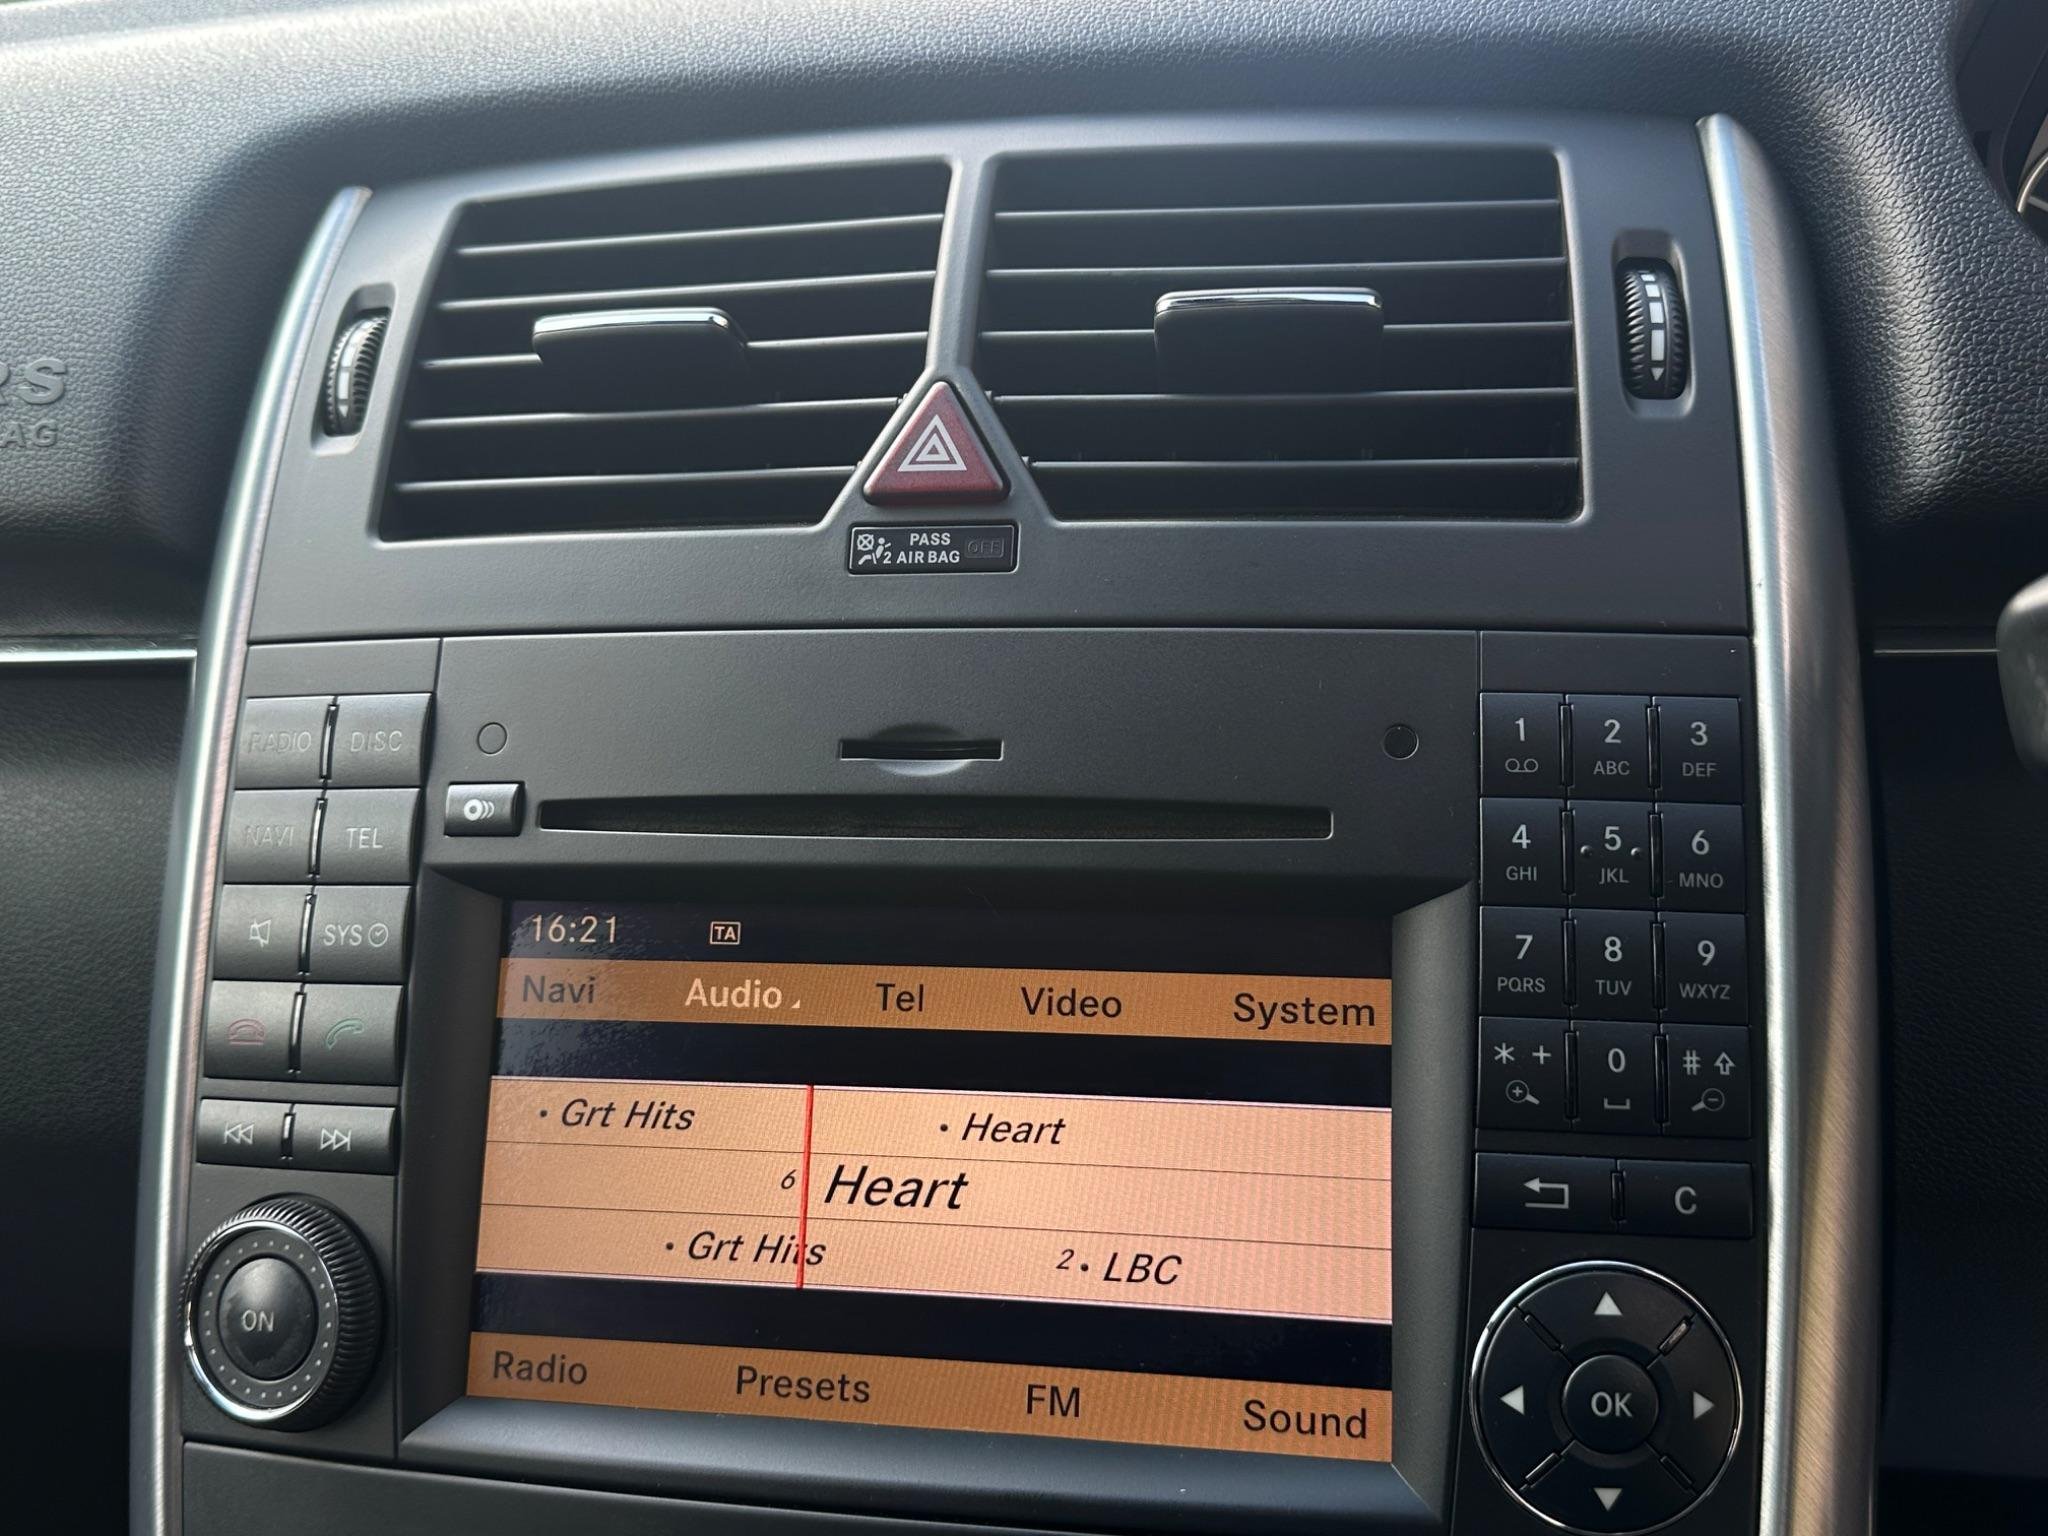 RS
AG
PASS
2 AIR BAG OFF
RADIO DISC
NAVI TEL
SYS
ON
1 2 3
ABC DEF
4 5 6
GHI JKL MNO
7 8 9
PQRS TUV WXYZ
* + 0 #
C
OK
16:21 TA
Navi Audio Tel Video System
• Grt Hits • Heart
6 Heart
• Grt Hits 2 • LBC
Radio Presets FM Sound